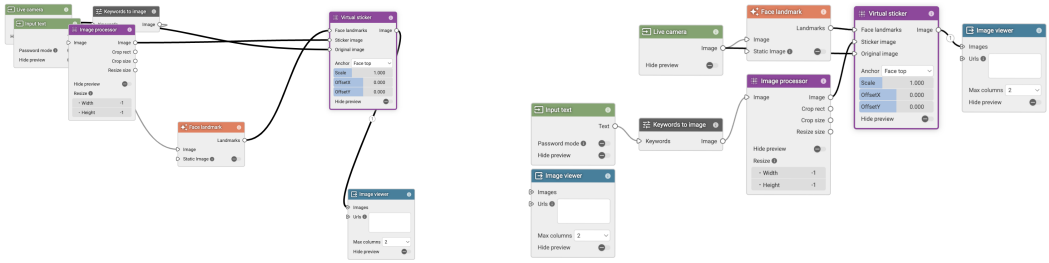 Live camera
Input text
Keywords to image
Image
Image processor
Image
Image
Crop rect
Crop size
Resize size
Password mode
Hide preview
Hide preview
Resize
Width -1
Height -1
Face landmark
Landmarks
Image
Static Image
Virtual sticker
Face landmarks Image
Sticker image
Original image
Anchor Face top
Scale 1.000
OffsetX 0.000
OffsetY 0.000
Hide preview
Image viewer
Images
Urls
Max columns 2
Hide preview
Live camera
Image
Hide preview
Face landmark
Landmarks
Image
Static Image
Image processor
Image Image
Crop rect
Crop size
Resize size
Hide preview
Resize
Width -1
Height -1
Input text
Text
Password mode
Hide preview
Keywords to image
Keywords Image
Image viewer
Images
Urls
Max columns 2
Hide preview
Virtual sticker
Face landmarks Image
Sticker image
Original image
Anchor Face top
Scale 1.000
OffsetX 0.000
OffsetY 0.000
Hide preview
Image viewer
Images
Urls
Max columns 2
Hide preview